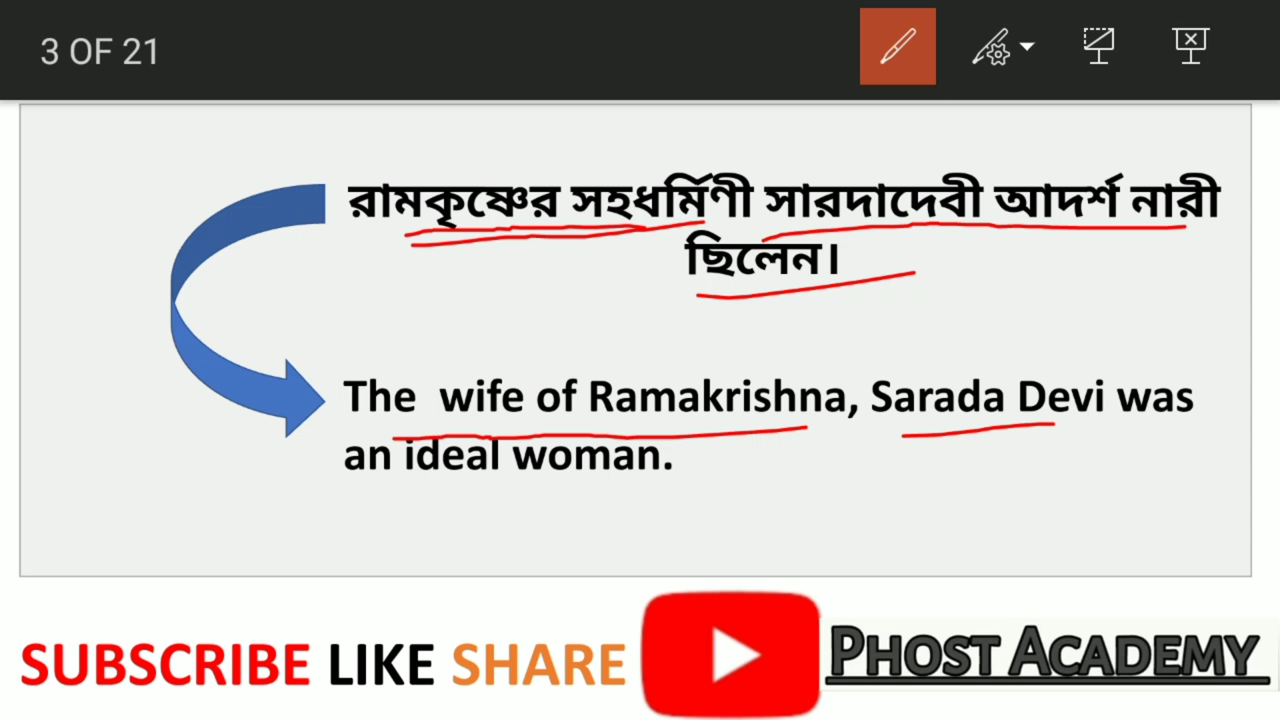 3 OF 21
রামকৃষ্ণের সহধর্মিণী সারদাদেবী আদর্শ নারী
ছিলেন।
The wife of Ramakrishna, Sarada Devi was
an ideal woman.
SUBSCRIBE LIKE SHARE PHOST ACADEMY